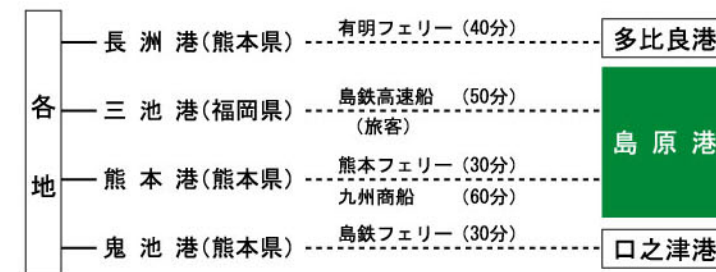 各地
長洲港(熊本県)
有明フェリー(40分)
多比良港
三池港(福岡県)
島鉄高速船 (50分)
(旅客)
島原港
熊本港(熊本県)
熊本フェリー(30分)
九州商船 (60分)
鬼池港(熊本県)
島鉄フェリー(30分)
口之津港